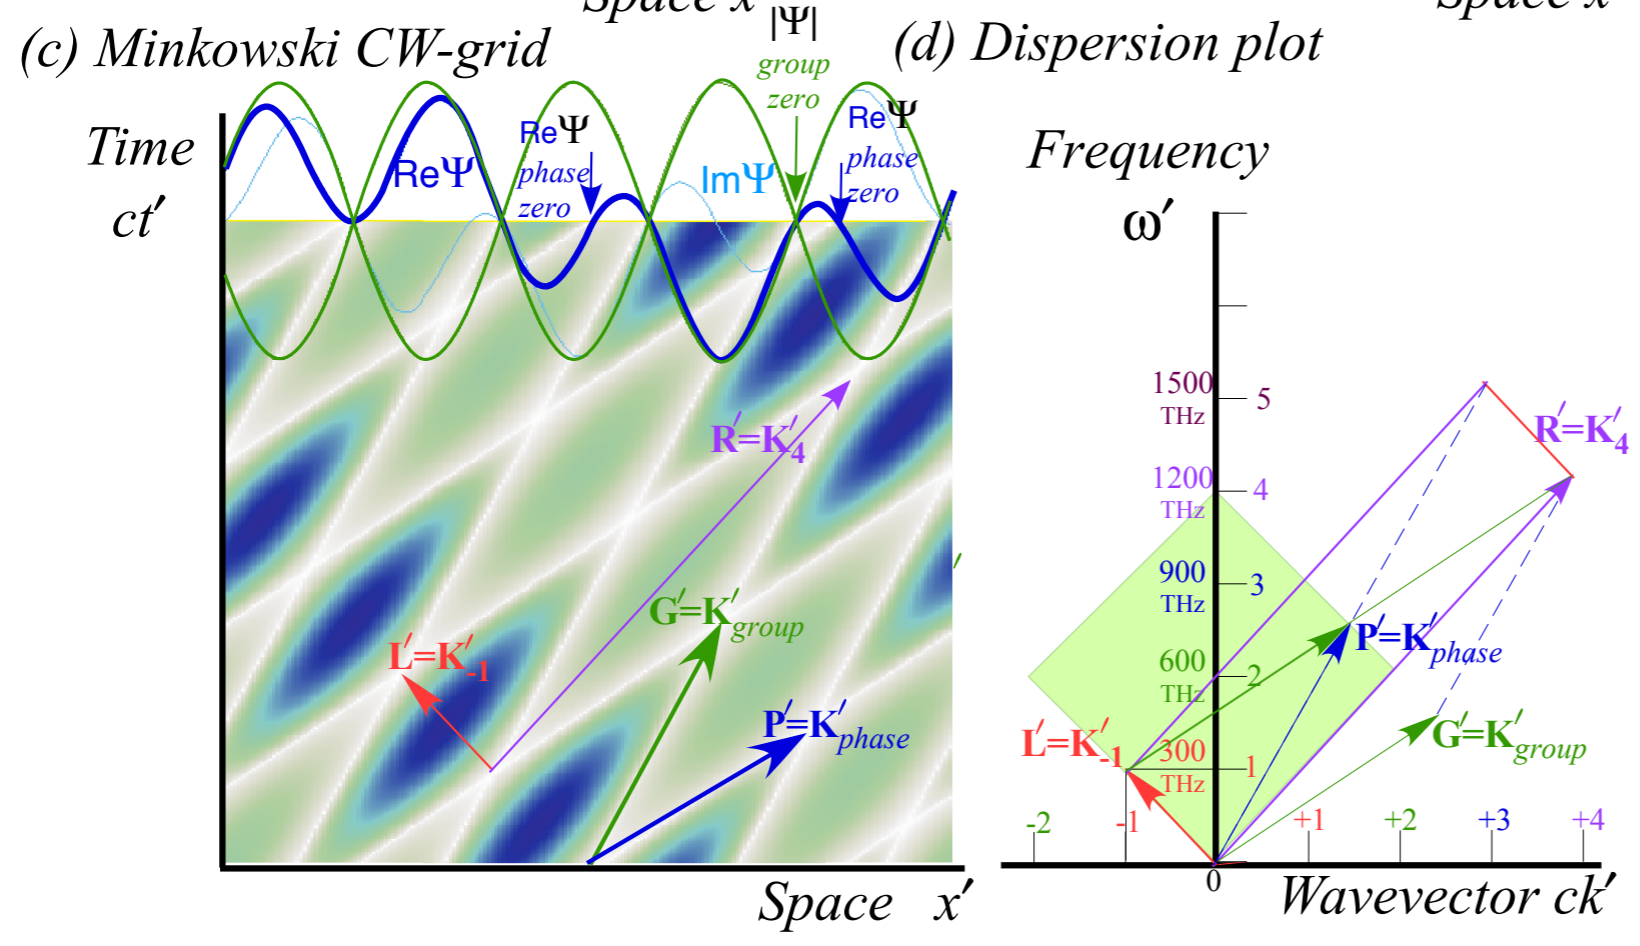 Space x
Space x
(c) Minkowski CW-grid
|Ψ|
group
zero
(d) Dispersion plot
Time
ct′
ReΨ
ReΨ
phase
zero
ImΨ
ReΨ
phase
zero
R′=K′4
G′=K′group
L′=K′-1
P′=K′phase
Space x′
Frequency
ω′
1500
THz
5
1200
THz
4
900
THz
3
600
THz
2
300
THz
1
R′=K′4
P′=K′phase
G′=K′group
L′=K′-1
-2
-1
+1
+2
+3
+4
0
Wavevector ck′